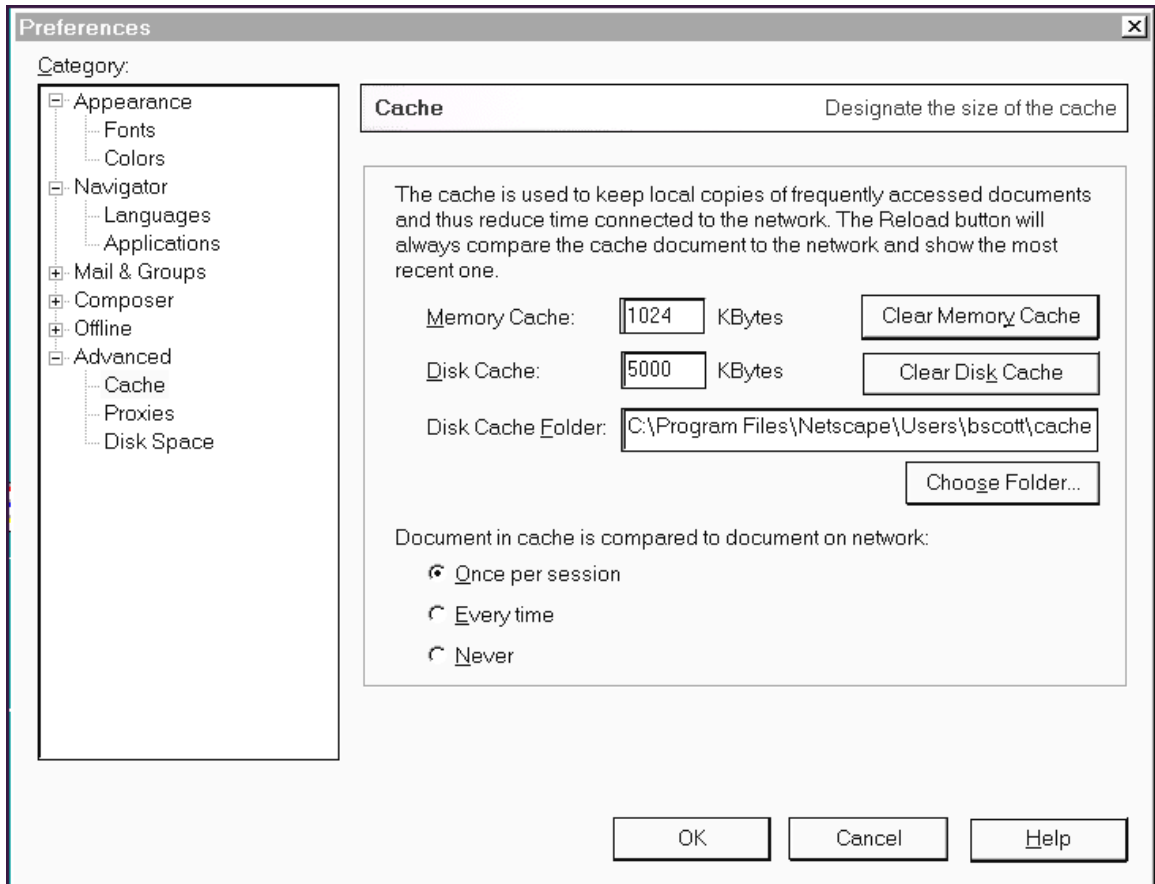 Preferences
Category:
Appearance
Fonts
Colors
Navigator
Languages
Applications
Mail & Groups
Composer
Offline
Advanced
Cache
Proxies
Disk Space
Cache Designate the size of the cache
The cache is used to keep local copies of frequently accessed documents
and thus reduce time connected to the network. The Reload button will
always compare the cache document to the network and show the most
recent one.
Memory Cache: 1024 KBytes Clear Memory Cache
Disk Cache: 5000 KBytes Clear Disk Cache
Disk Cache Folder: C:\Program Files\Netscape\Users\bscott\cache
Choose Folder...
Document in cache is compared to document on network:
Once per session
Every time
Never
OK Cancel Help